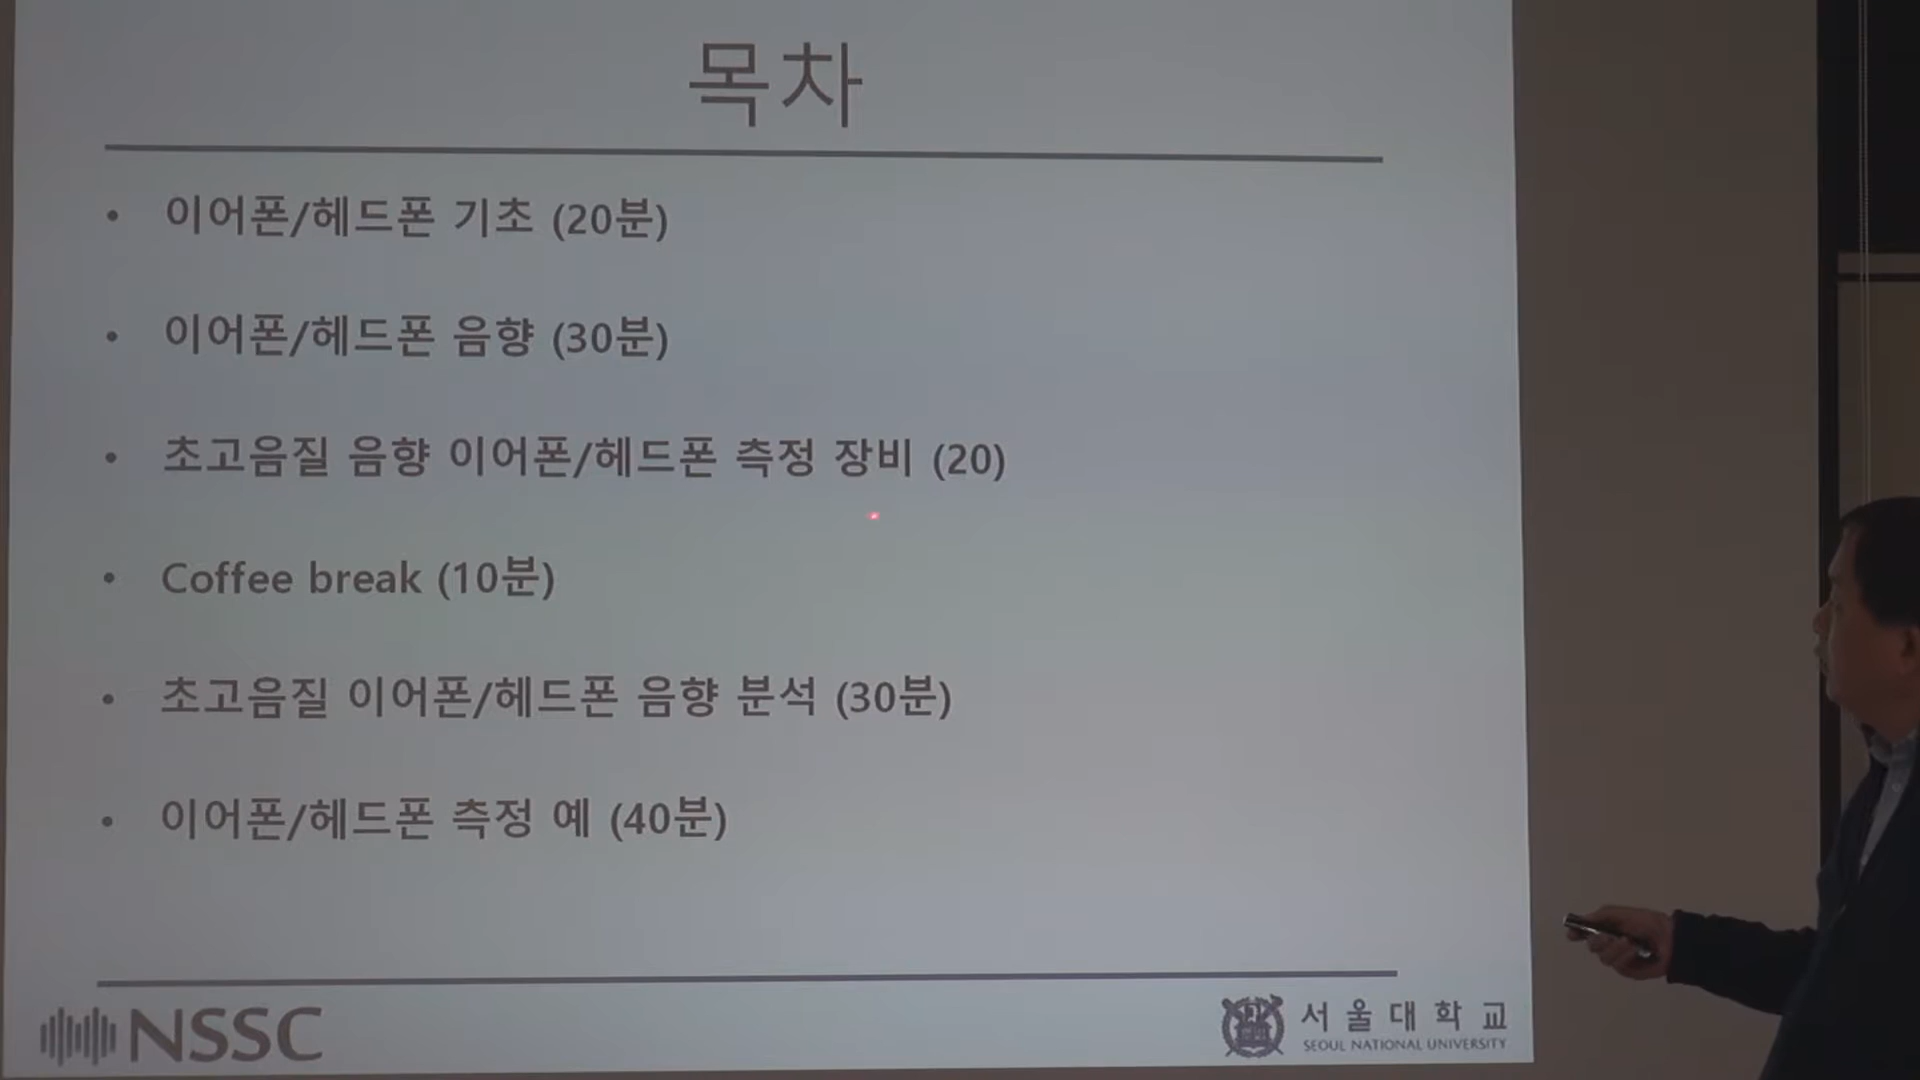 목차
• 이어폰/헤드폰 기초 (20분)
• 이어폰/헤드폰 음향 (30분)
• 초고음질 음향 이어폰/헤드폰 측정 장비 (20)
• Coffee break (10분)
• 초고음질 이어폰/헤드폰 음향 분석 (30분)
• 이어폰/헤드폰 측정 예 (40분)
NSSC
서울대학교
SEOUL NATIONAL UNIVERSITY